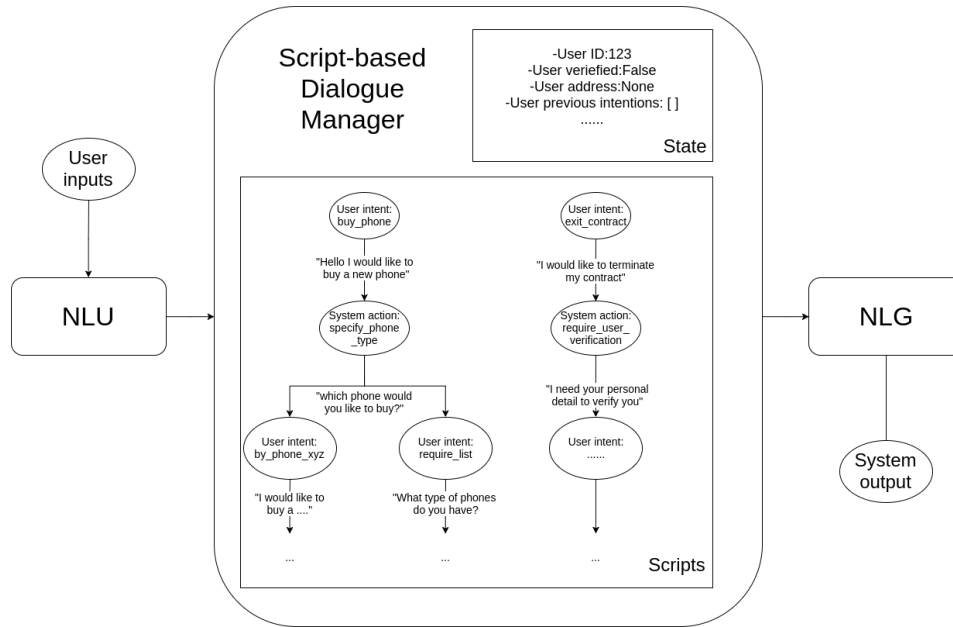 Script-based
Dialogue
Manager
-User ID:123
-User veriefied:False
-User address:None
-User previous intentions: [ ]
......
State
User
inputs
NLU
User intent:
buy_phone
"Hello I would like to
buy a new phone"
System action:
specify_phone
_type
"which phone would
you like to buy?"
User intent:
by_phone_xyz
"I would like to
buy a ...."
...
User intent:
require_list
"What type of phones
do you have?
...
User intent:
exit_contract
"I would like to terminate
my contract"
System action:
require_user_
verification
"I need your personal
detail to verify you"
User intent:
......
...
Scripts
NLG
System
output